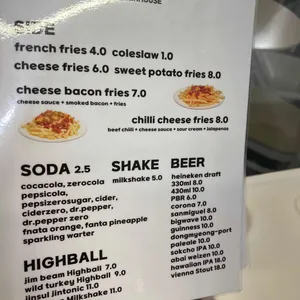 SIDE
french fries 4.0 coleslaw 1.0
cheese fries 6.0 sweet potato fries 8.0
cheese bacon fries 7.0
cheese sauce + smoked bacon + fries
chilli cheese fries 8.0
beef chilli + cheese sauce + sour cream + jalapenos
SODA 2.5
cocacola, zerocola
pepsicola,
pepsizerosugar, cider,
ciderzero, dr.pepper,
dr.pepper zero
fnata orange, fanta pineapple
sparkling warter
SHAKE
milkshake 5.0
BEER
heineken draft
330ml 8.0
430ml 10.0
PBR 6.0
corona 7.0
sanmiguel 8.0
bigwave 10.0
guinness 10.0
dongmyeong-port
paleale 10.0
sokcho IPA 10.0
abai weizen 10.0
hawaiian IPA 18.0
vienna Stout 18.0
HIGHBALL
jim beam Highball 7.0
wild turkey Highball 9.0
jinsul jintonic 11.0
Milkshake 11.0